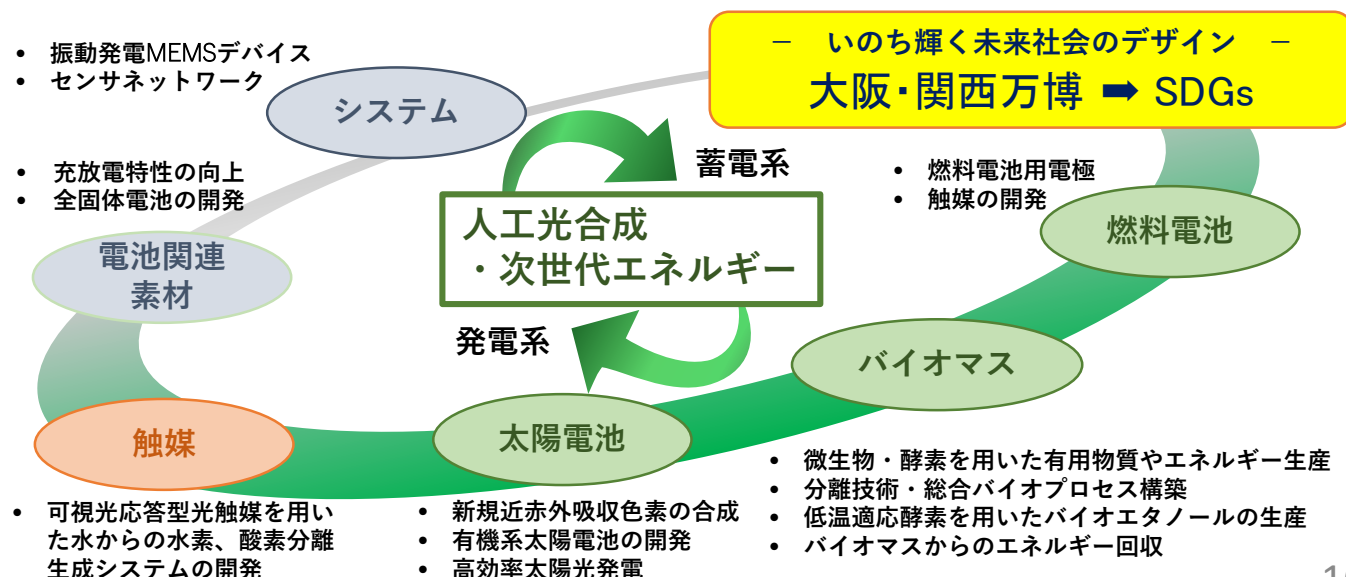 • 振動発電MEMSデバイス
• センサネットワーク
システム
－ いのち輝く未来社会のデザイン －
大阪・関西万博 ➡ SDGs
• 充放電特性の向上
• 全固体電池の開発
蓄電系
• 燃料電池用電極
• 触媒の開発
人工光合成
・次世代エネルギー
燃料電池
電池関連
素材
発電系
バイオマス
触媒
太陽電池
• 可視光応答型光触媒を用い
た水からの水素、酸素分離
生成システムの開発
• 新規近赤外吸収色素の合成
• 有機系太陽電池の開発
• 高効率太陽光発電
• 微生物・酵素を用いた有用物質やエネルギー生産
• 分離技術・総合バイオプロセス構築
• 低温適応酵素を用いたバイオエタノールの生産
• バイオマスからのエネルギー回収